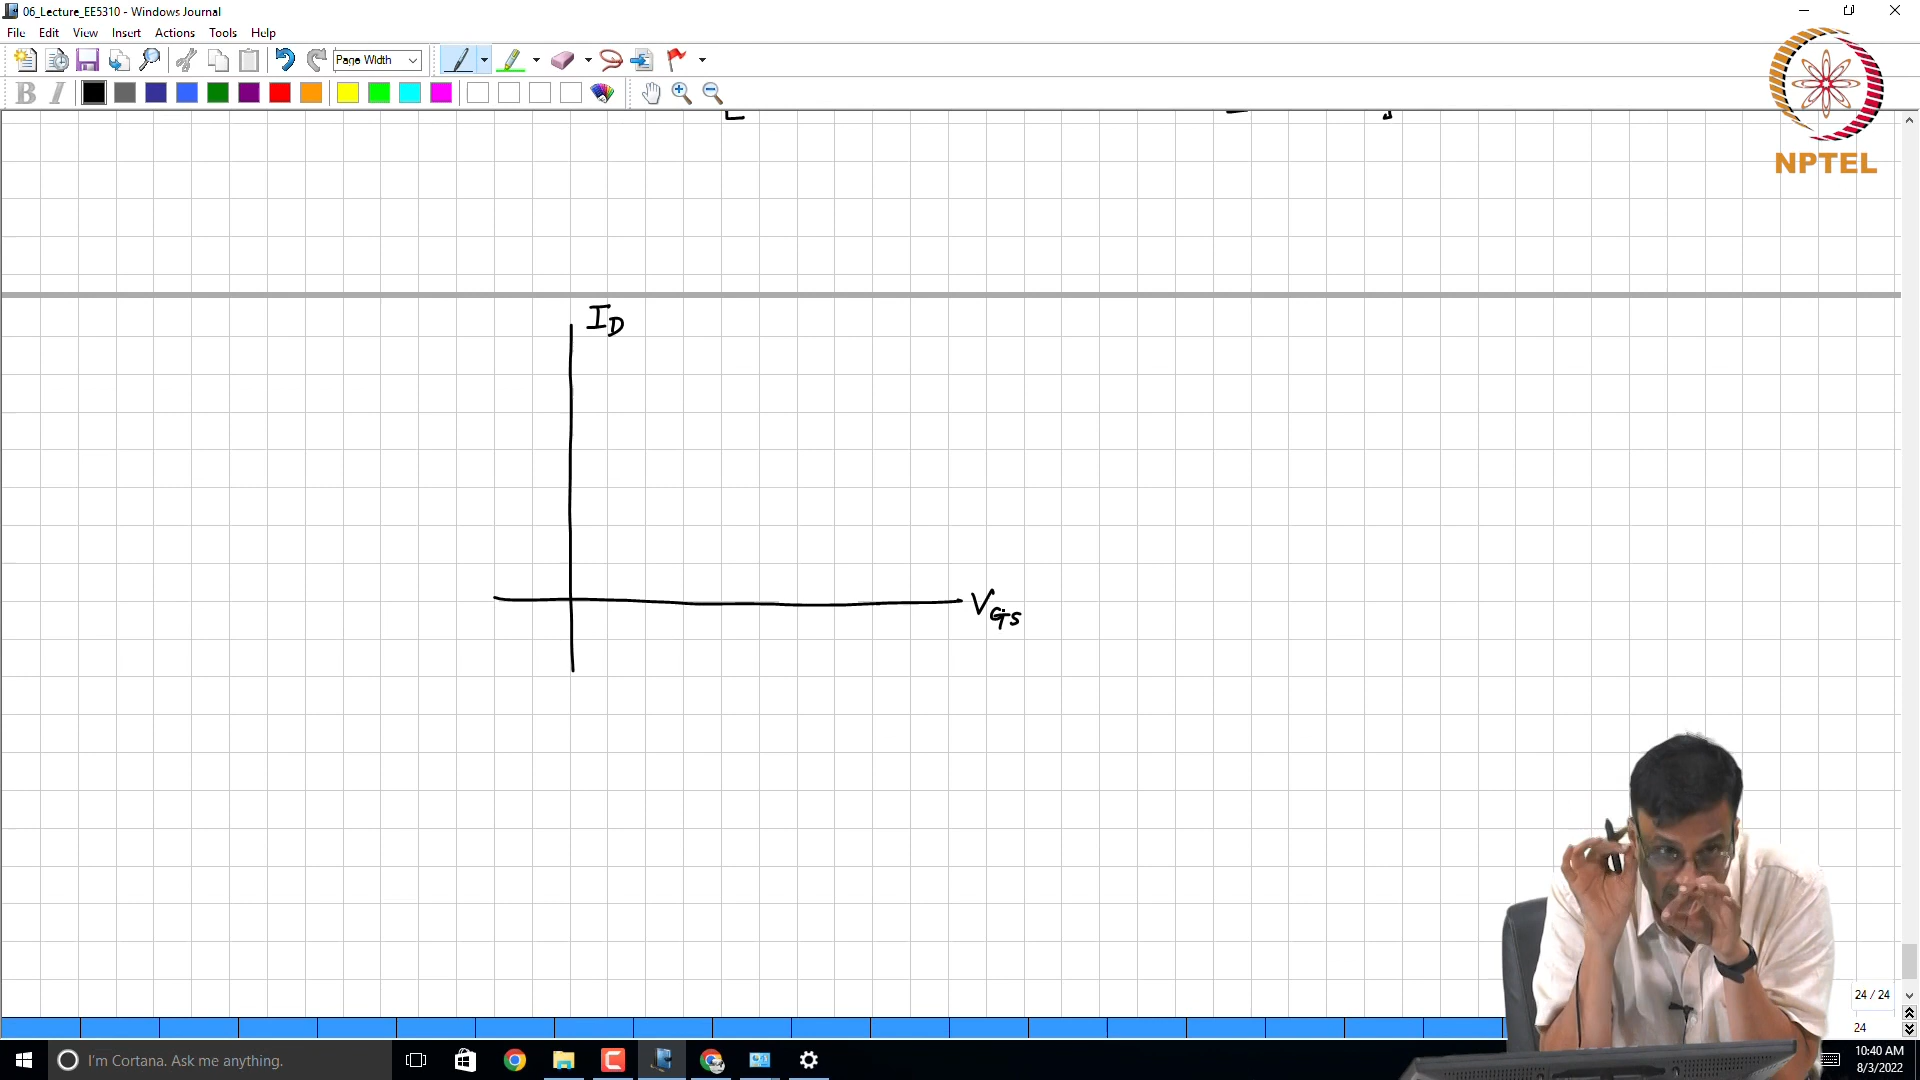 06_Lecture_EE5310 - Windows Journal
File Edit View Insert Actions Tools Help
Page Width
B I
NPTEL
I_D
V_GS
24 / 24
24
I'm Cortana. Ask me anything.
10:40 AM
8/3/2022